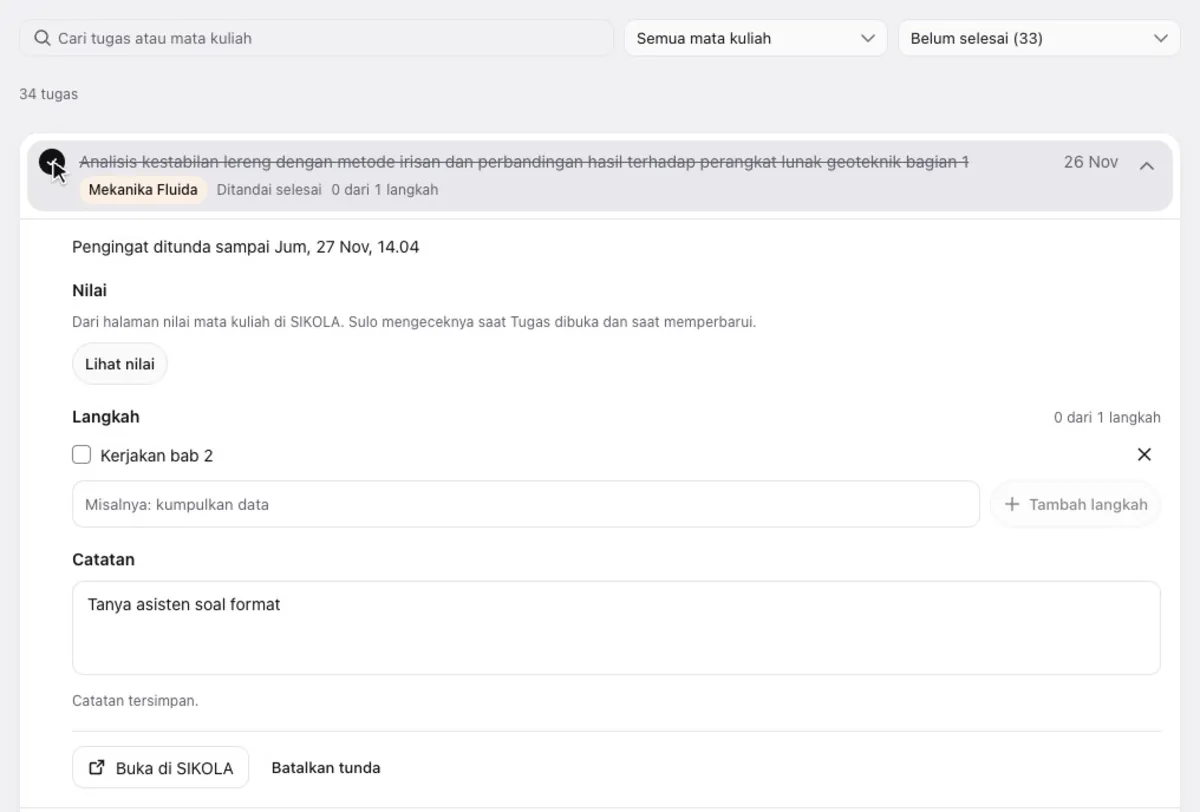 Cari tugas atau mata kuliah
Semua mata kuliah
Belum selesai (33)
34 tugas
Analisis kestabilan lereng dengan metode irisan dan perbandingan hasil terhadap perangkat lunak geoteknik bagian 1
26 Nov
Mekanika Fluida Ditandai selesai 0 dari 1 langkah
Pengingat ditunda sampai Jum, 27 Nov, 14.04
Nilai
Dari halaman nilai mata kuliah di SIKOLA. Sulo mengeceknya saat Tugas dibuka dan saat memperbarui.
Lihat nilai
Langkah
0 dari 1 langkah
Kerjakan bab 2
Misalnya: kumpulkan data
Tambah langkah
Catatan
Tanya asisten soal format
Catatan tersimpan.
Buka di SIKOLA
Batalkan tunda